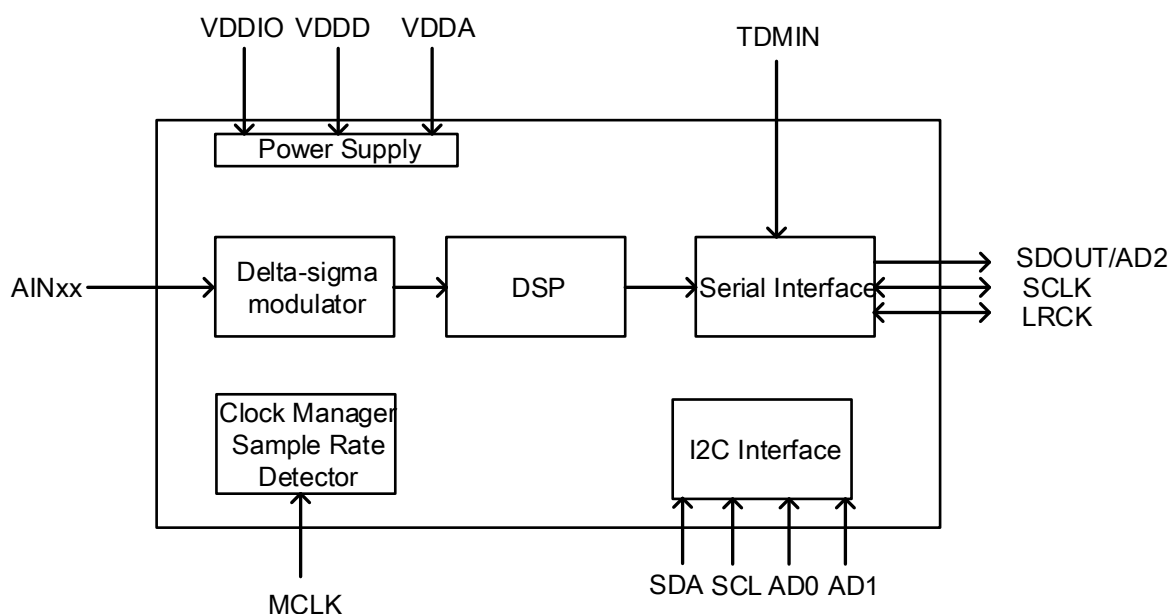 VDDIO VDDD VDDA
TDMIN
Power Supply
AINxx
Delta-sigma
modulator
DSP
Serial Interface
SDOUT/AD2
SCLK
LRCK
Clock Manager
Sample Rate
Detector
I2C Interface
MCLK
SDA SCL AD0 AD1